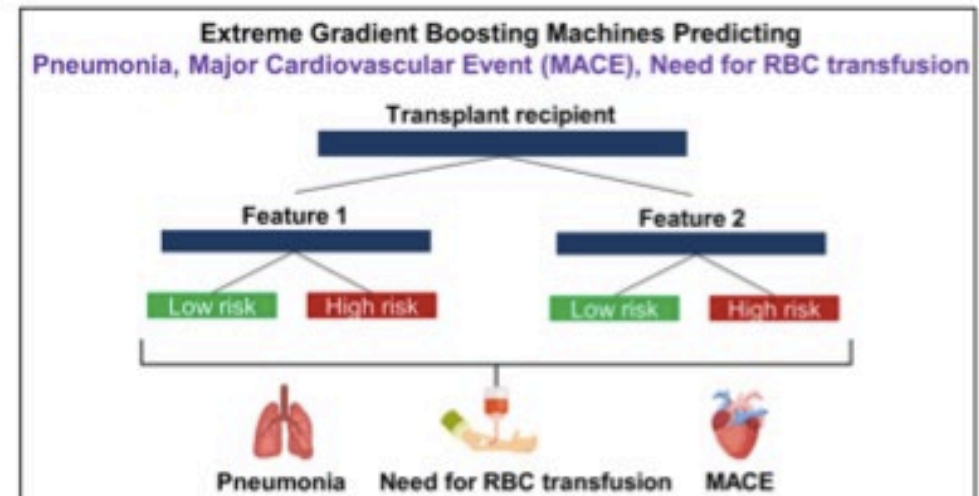 Extreme Gradient Boosting Machines Predicting
Pneumonia, Major Cardiovascular Event (MACE), Need for RBC transfusion
Transplant recipient
Feature 1
Feature 2
Low risk
High risk
Low risk
High risk
Pneumonia
Need for RBC transfusion
MACE